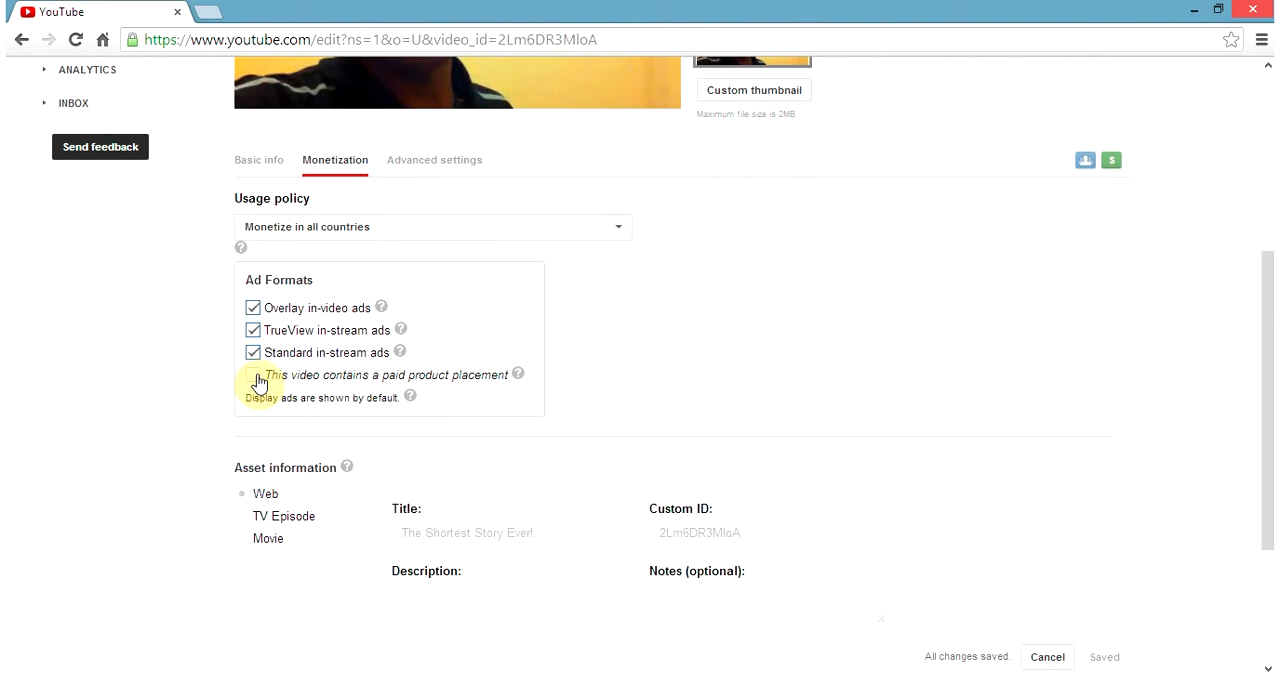 YouTube
https://www.youtube.com/edit?ns=1&o=U&video_id=2Lm6DR3MloA
ANALYTICS
INBOX
Send feedback
Custom thumbnail
Maximum file size is 2MB.
Basic info Monetization Advanced settings
$
Usage policy
Monetize in all countries
?
Ad Formats
Overlay in-video ads ?
TrueView in-stream ads ?
Standard in-stream ads ?
This video contains a paid product placement ?
Display ads are shown by default. ?
Asset information ?
Web
TV Episode
Movie
Title:
The Shortest Story Ever!
Custom ID:
2Lm6DR3MloA
Description:
Notes (optional):
All changes saved. Cancel Saved